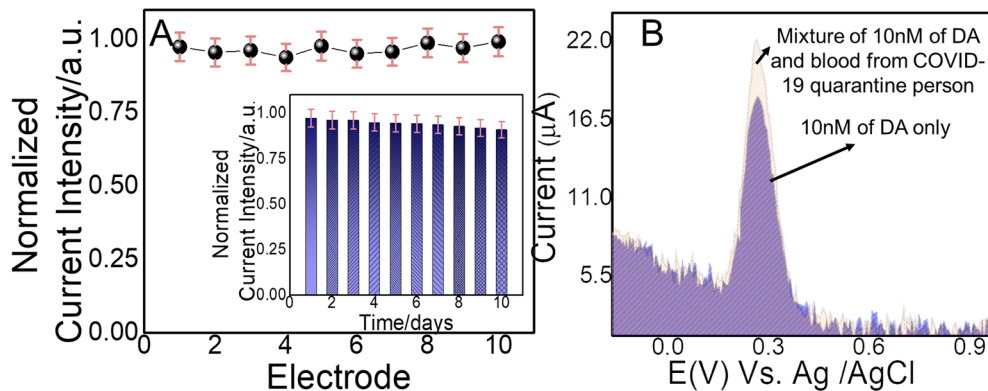 A
Normalized
Current Intensity/a.u.
1.00
0.75
0.50
0.25
0.00
0
2
4
6
8
10
Electrode
Normalized
Current Intensity/a.u.
1.00
0.75
0.50
0.25
0.00
0
2
4
6
8
10
Time/days
B
Current (μA)
22.0
16.5
11.0
5.5
0.0
0.3
0.6
0.9
E(V) Vs. Ag /AgCl
Mixture of 10nM of DA
and blood from COVID-
19 quarantine person
10nM of DA only